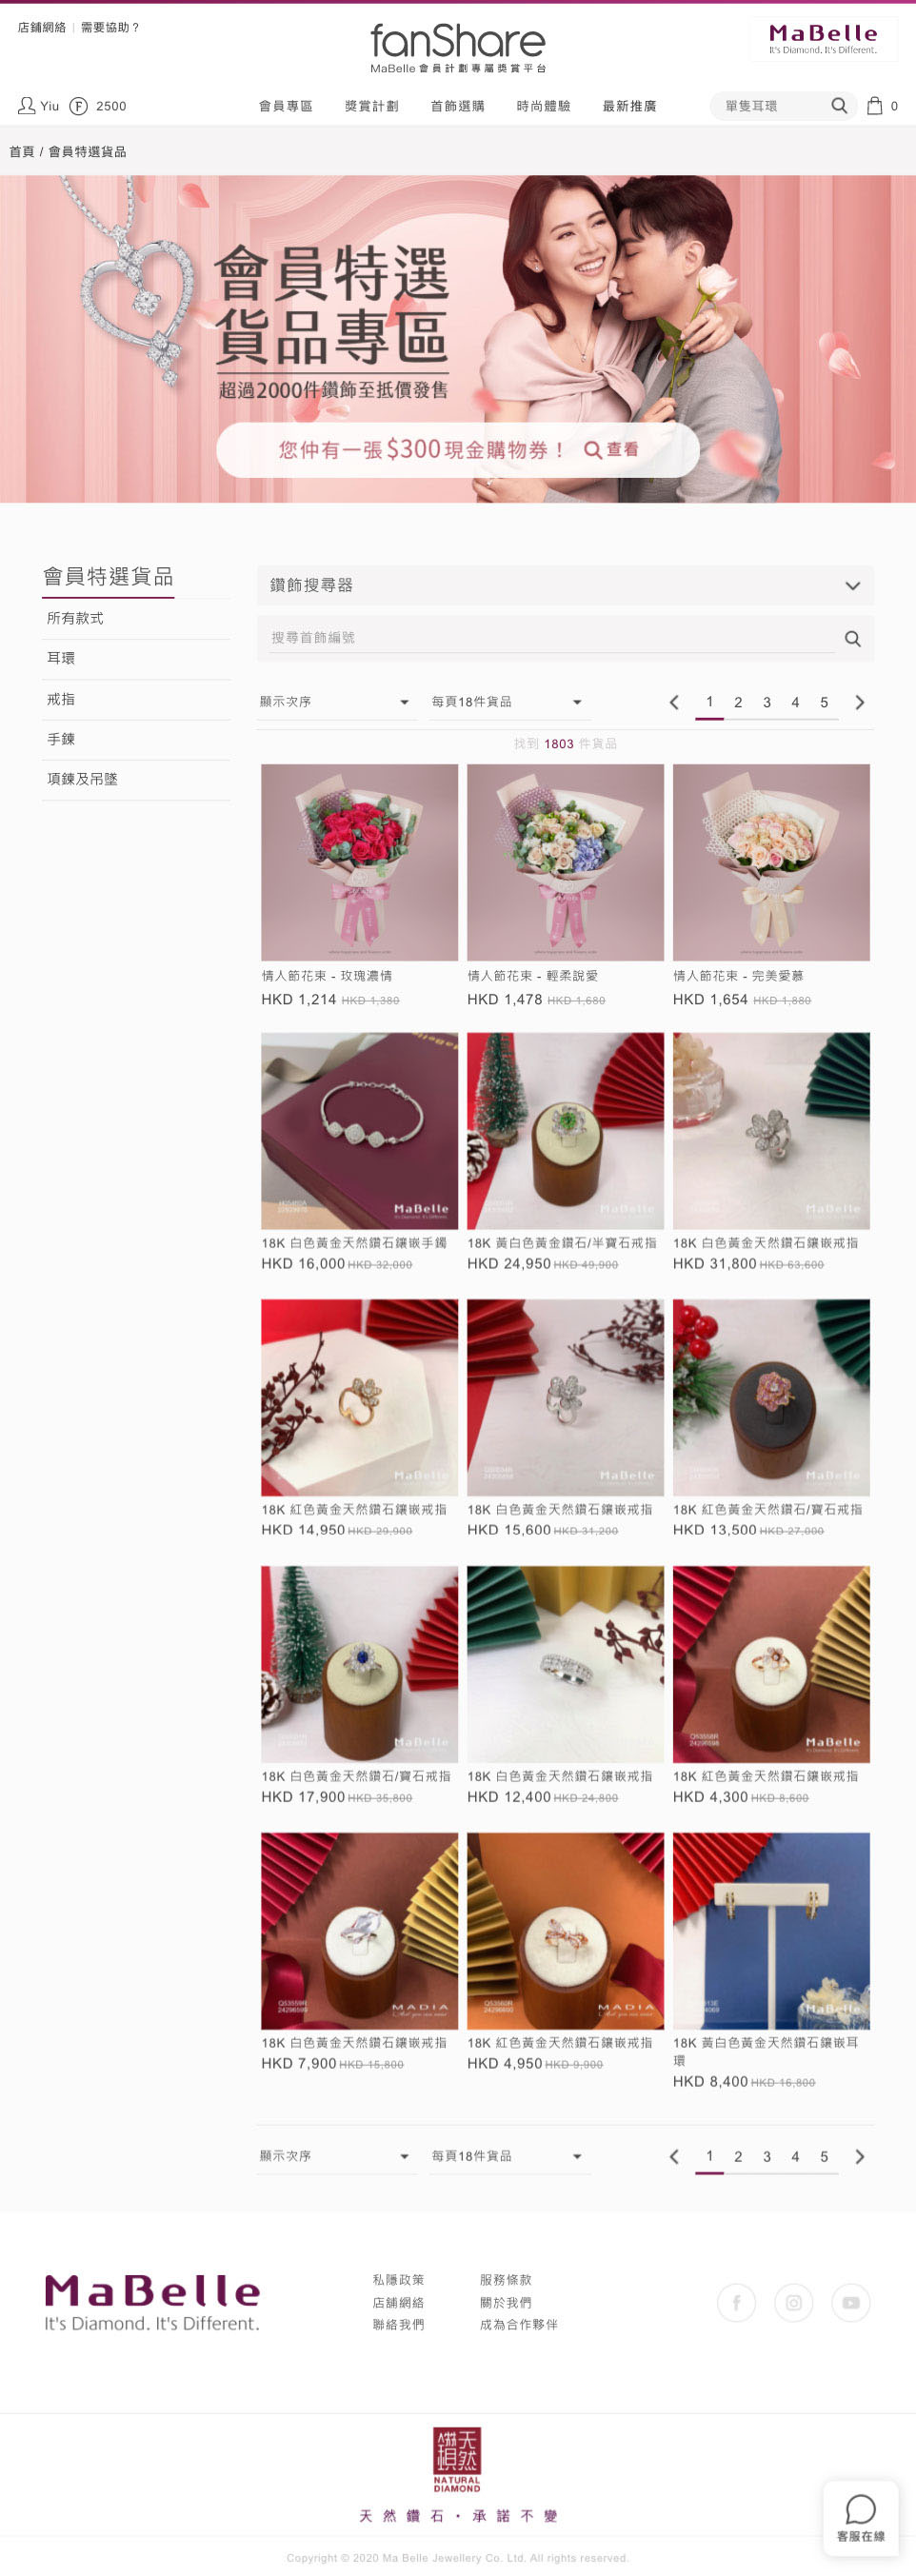 店鋪網絡 | 需要協助？
fanShare
MaBelle 會員計劃專屬獎賞平台
MaBelle
It's Diamond. It's Different.
Yiu F 2500
會員專區 獎賞計劃 首飾選購 時尚體驗 最新推廣
單隻耳環
0
首頁 / 會員特選貨品
會員特選
貨品專區
超過2000件鑽飾至抵價發售
您仲有一張$300現金購物券！ 查看
會員特選貨品
所有款式
耳環
戒指
手鍊
項鍊及吊墜
鑽飾搜尋器
搜尋首飾編號
顯示次序 每頁18件貨品 1 2 3 4 5
找到 1803 件貨品
情人節花束 - 玫瑰濃情
HKD 1,214 HKD 1,380
情人節花束 - 輕柔說愛
HKD 1,478 HKD 1,680
情人節花束 - 完美愛慕
HKD 1,654 HKD 1,880
MaBelle
18K 白色黃金天然鑽石鑲嵌手鐲
HKD 16,000 HKD 32,000
MaBelle
18K 黃白色黃金鑽石/半寶石戒指
HKD 24,950 HKD 49,900
MaBelle
18K 白色黃金天然鑽石鑲嵌戒指
HKD 31,800 HKD 63,600
MaBelle
18K 紅色黃金天然鑽石鑲嵌戒指
HKD 14,950 HKD 29,900
MaBelle
18K 白色黃金天然鑽石鑲嵌戒指
HKD 15,600 HKD 31,200
MaBelle
18K 紅色黃金天然鑽石/寶石戒指
HKD 13,500 HKD 27,000
MaBelle
18K 白色黃金天然鑽石/寶石戒指
HKD 17,900 HKD 35,800
18K 白色黃金天然鑽石鑲嵌戒指
HKD 12,400 HKD 24,800
MaBelle
18K 紅色黃金天然鑽石鑲嵌戒指
HKD 4,300 HKD 8,600
MADIA
18K 白色黃金天然鑽石鑲嵌戒指
HKD 7,900 HKD 15,800
MADIA
18K 紅色黃金天然鑽石鑲嵌戒指
HKD 4,950 HKD 9,900
MaBelle
18K 黃白色黃金天然鑽石鑲嵌耳
環
HKD 8,400 HKD 16,800
顯示次序 每頁18件貨品 1 2 3 4 5
MaBelle
It's Diamond. It's Different.
私隱政策 服務條款
店舖網絡 關於我們
聯絡我們 成為合作夥伴
天然鑽
NATURAL
DIAMOND
天然鑽石・承諾不變
客服在線
Copyright © 2020 Ma Belle Jewellery Co. Ltd. All rights reserved.